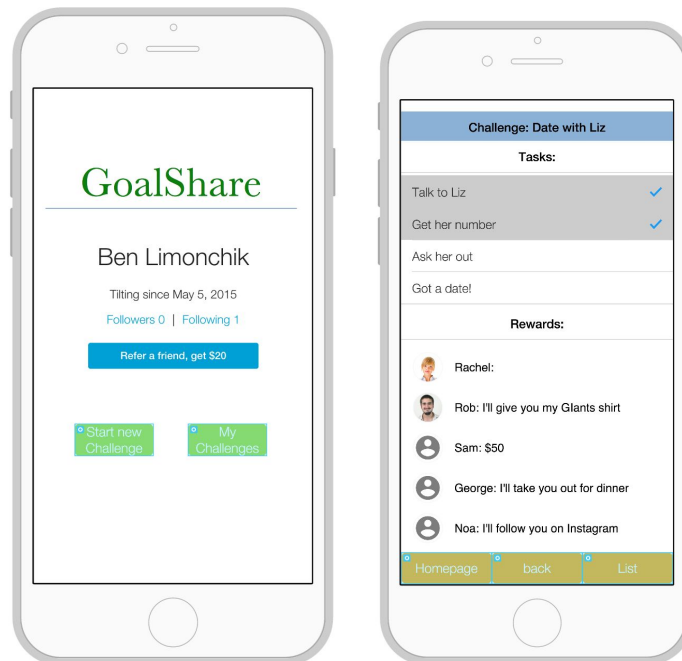 GoalShare
Ben Limonchik
Tilting since May 5, 2015
Followers 0 | Following 1
Refer a friend, get $20
Start new
Challenge
My
Challenges
Challenge: Date with Liz
Tasks:
Talk to Liz
Get her number
Ask her out
Got a date!
Rewards:
Rachel:
Rob: I'll give you my GIants shirt
Sam: $50
George: I'll take you out for dinner
Noa: I'll follow you on Instagram
Homepage
back
List